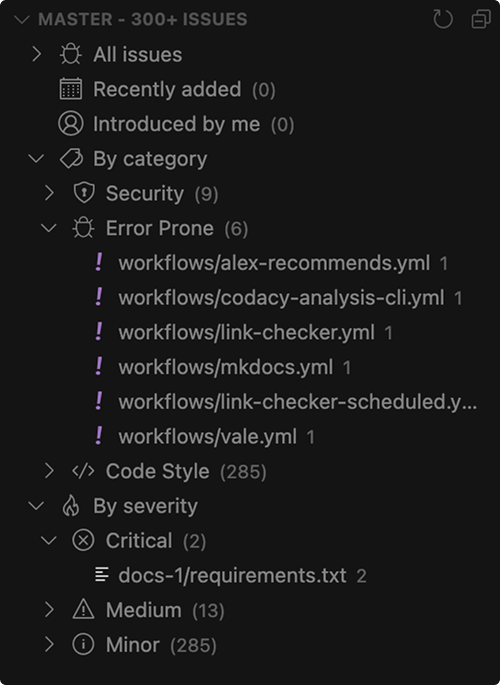 MASTER - 300+ ISSUES
All issues
Recently added (0)
Introduced by me (0)
By category
Security (9)
Error Prone (6)
workflows/alex-recommends.yml 1
workflows/codacy-analysis-cli.yml 1
workflows/link-checker.yml 1
workflows/mkdocs.yml 1
workflows/link-checker-scheduled.y...
workflows/vale.yml 1
Code Style (285)
By severity
Critical (2)
docs-1/requirements.txt 2
Medium (13)
Minor (285)